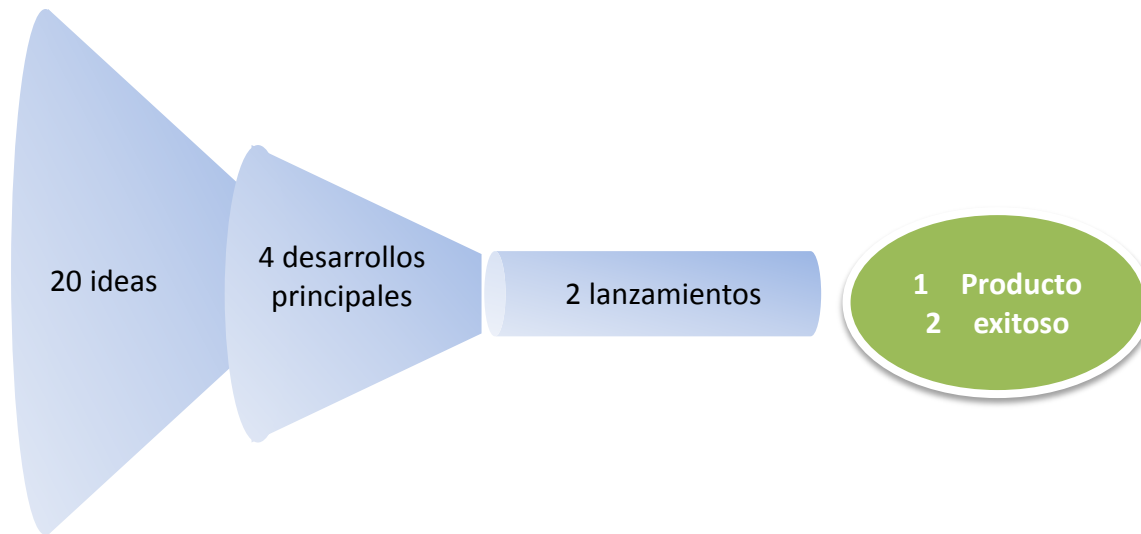 20 ideas
4 desarrollos
principales
2 lanzamientos
1 Producto
2 exitoso